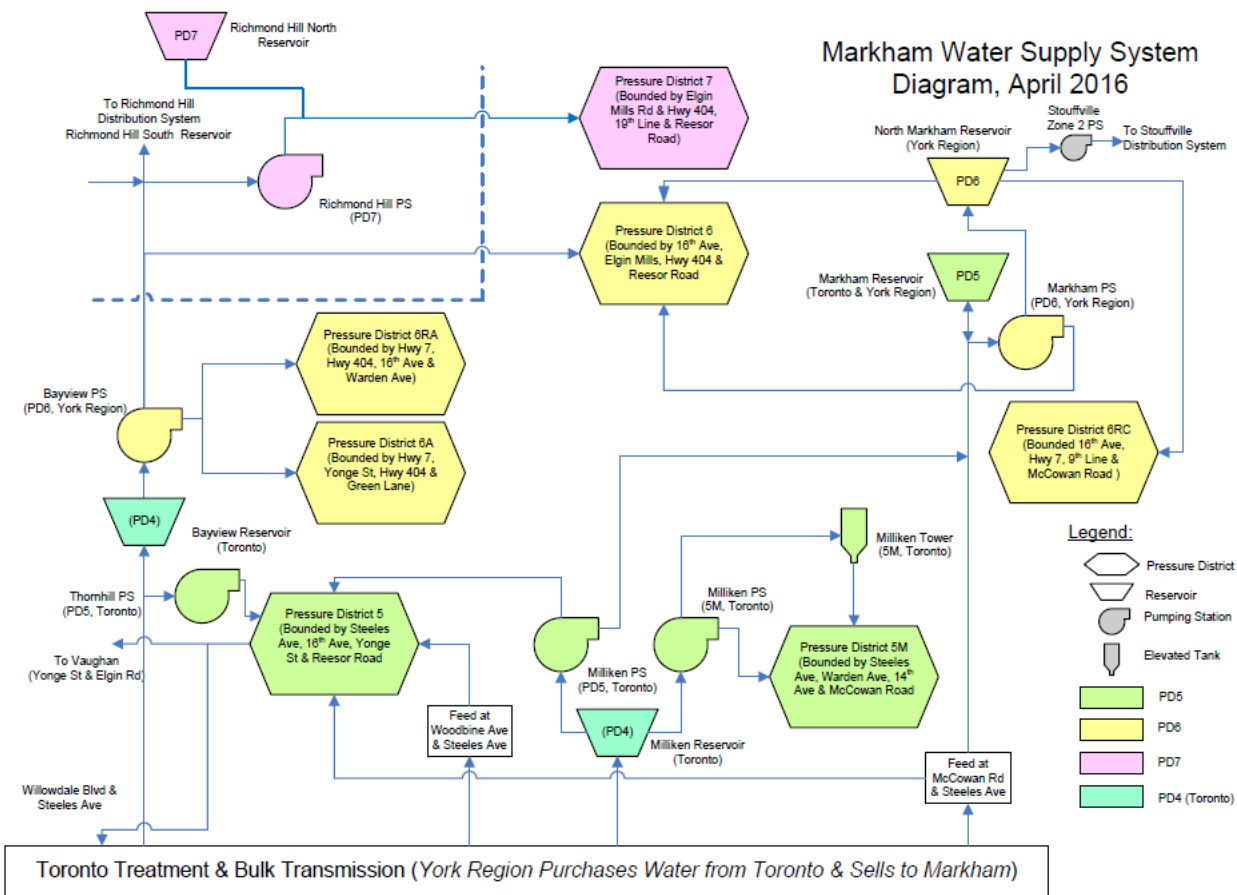 Markham Water Supply System
Diagram, April 2016
PD7
Richmond Hill North
Reservoir
To Richmond Hill
Distribution System
Richmond Hill South Reservoir
Pressure District 7
(Bounded by Elgin
Mills Rd & Hwy 404,
19th Line & Reesor
Road)
Richmond Hill PS
(PD7)
North Markham Reservoir
(York Region)
Stouffville
Zone 2 PS
To Stouffville
Distribution System
PD6
Pressure District 6
(Bounded by 16th Ave,
Elgin Mills, Hwy 404 &
Reesor Road
Markham Reservoir
(Toronto & York Region)
PD5
Markham PS
(PD6, York Region)
Pressure District 6RA
(Bounded by Hwy 7,
Hwy 404, 16th Ave &
Warden Ave)
Bayview PS
(PD6, York Region)
Pressure District 6A
(Bounded by Hwy 7,
Yonge St, Hwy 404 &
Green Lane)
Pressure District 6RC
(Bounded 16th Ave,
Hwy 7, 9th Line &
McCowan Road )
(PD4)
Bayview Reservoir
(Toronto)
Thornhill PS
(PD5, Toronto)
Pressure District 5
(Bounded by Steeles
Ave, 16th Ave, Yonge
St & Reesor Road)
To Vaughan
(Yonge St & Elgin Rd)
Milliken PS
(PD5, Toronto)
Milliken PS
(5M, Toronto)
Milliken Tower
(5M, Toronto)
Pressure District 5M
(Bounded by Steeles
Ave, Warden Ave, 14th
Ave & McCowan Road)
(PD4)
Milliken Reservoir
(Toronto)
Feed at
Woodbine Ave
& Steeles Ave
Feed at
McCowan Rd
& Steeles Ave
Willowdale Blvd &
Steeles Ave
Legend:
Pressure District
Reservoir
Pumping Station
Elevated Tank
PD5
PD6
PD7
PD4 (Toronto)
Toronto Treatment & Bulk Transmission (York Region Purchases Water from Toronto & Sells to Markham)